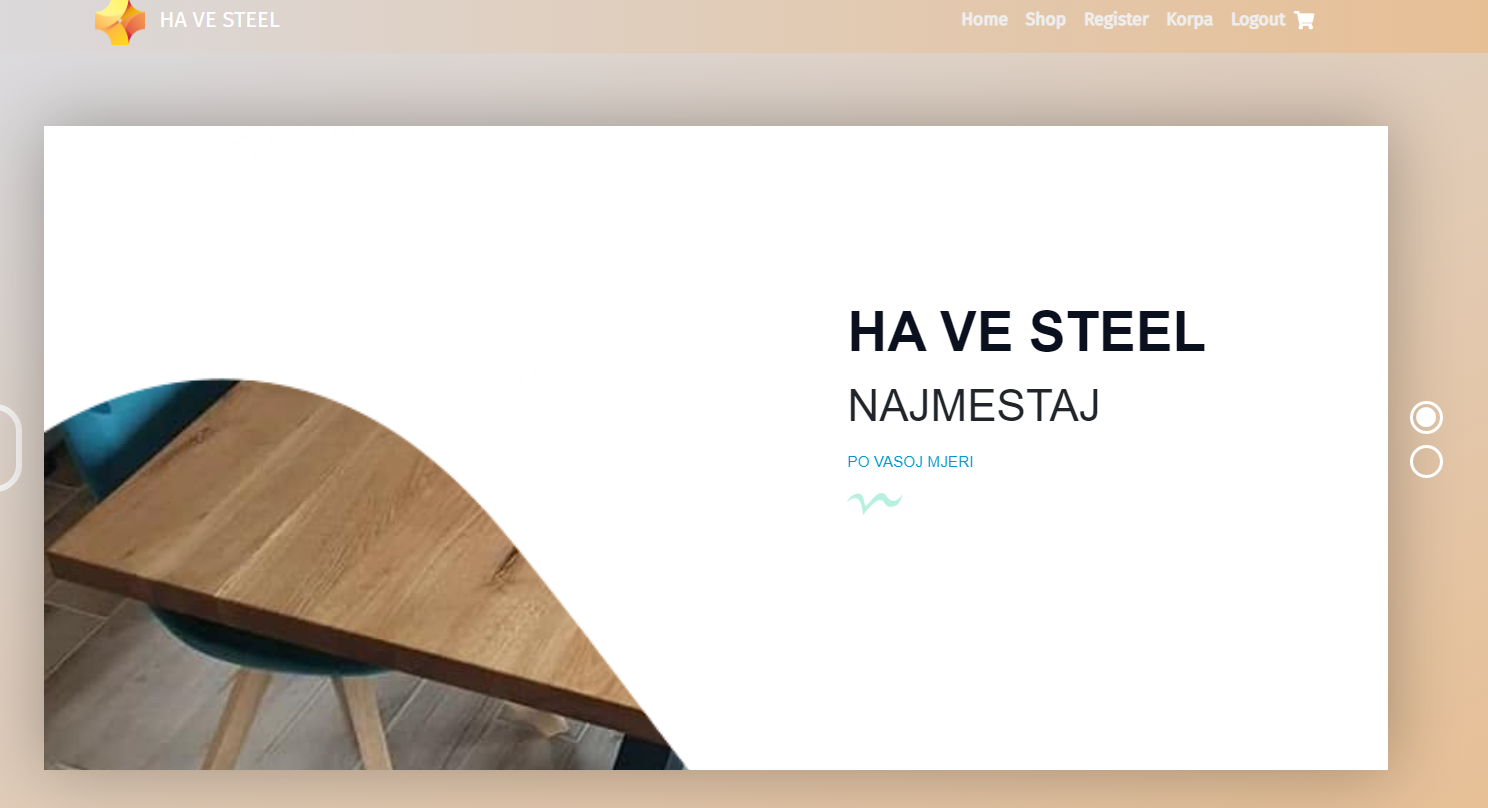 HA VE STEEL
Home Shop Register Korpa Logout
HA VE STEEL
NAJMESTAJ
PO VASOJ MJERI